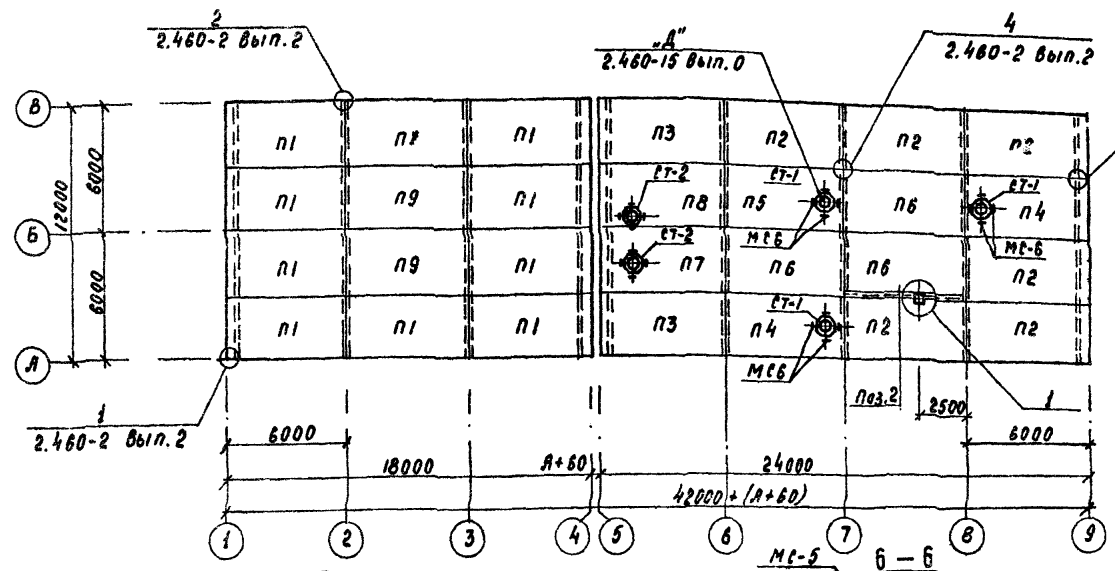 2
2.460-2 Вып.2
„Д"
2.460-15 Вып.0
4
2.460-2 Вып.2
В
Б
А
12000
6000
6000
П1 П1 П3 П2 П2 П2
П1 П9 П1 П8 П5 П6 П4
П1 П9 П1 П7 П6 П6 П2
П1 П1 П1 П3 П4 П2 П2
СТ-2
СТ-2
СТ-1
МС6
СТ-1
МС-6
СТ-1
МС6
Поз.2
1
2500
6000
1
2.460-2 Вып.2
6000
18000
А+60
24000
42000+(А+60)
1 2 3 4 5 6 7 8 9
МС-5
6 — 6